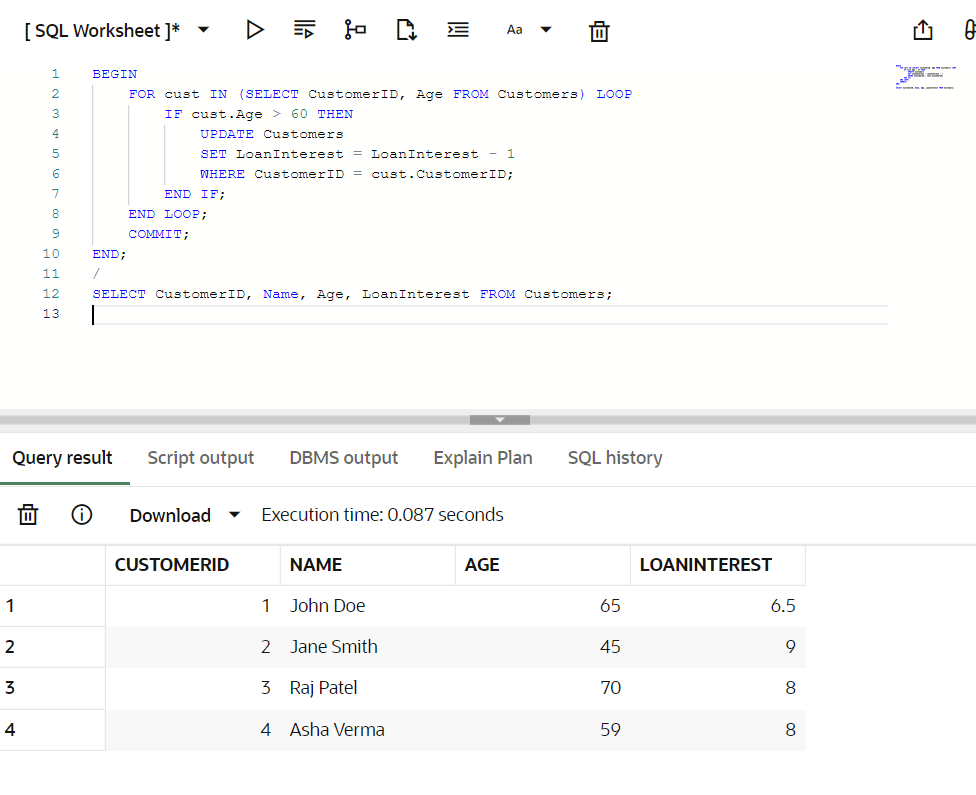 [ SQL Worksheet ]*
Aa
1 BEGIN
2 FOR cust IN (SELECT CustomerID, Age FROM Customers) LOOP
3 IF cust.Age > 60 THEN
4 UPDATE Customers
5 SET LoanInterest = LoanInterest - 1
6 WHERE CustomerID = cust.CustomerID;
7 END IF;
8 END LOOP;
9 COMMIT;
10 END;
11 /
12 SELECT CustomerID, Name, Age, LoanInterest FROM Customers;
13
Query result Script output DBMS output Explain Plan SQL history
Download Execution time: 0.087 seconds
CUSTOMERID NAME AGE LOANINTEREST
1 1 John Doe 65 6.5
2 2 Jane Smith 45 9
3 3 Raj Patel 70 8
4 4 Asha Verma 59 8